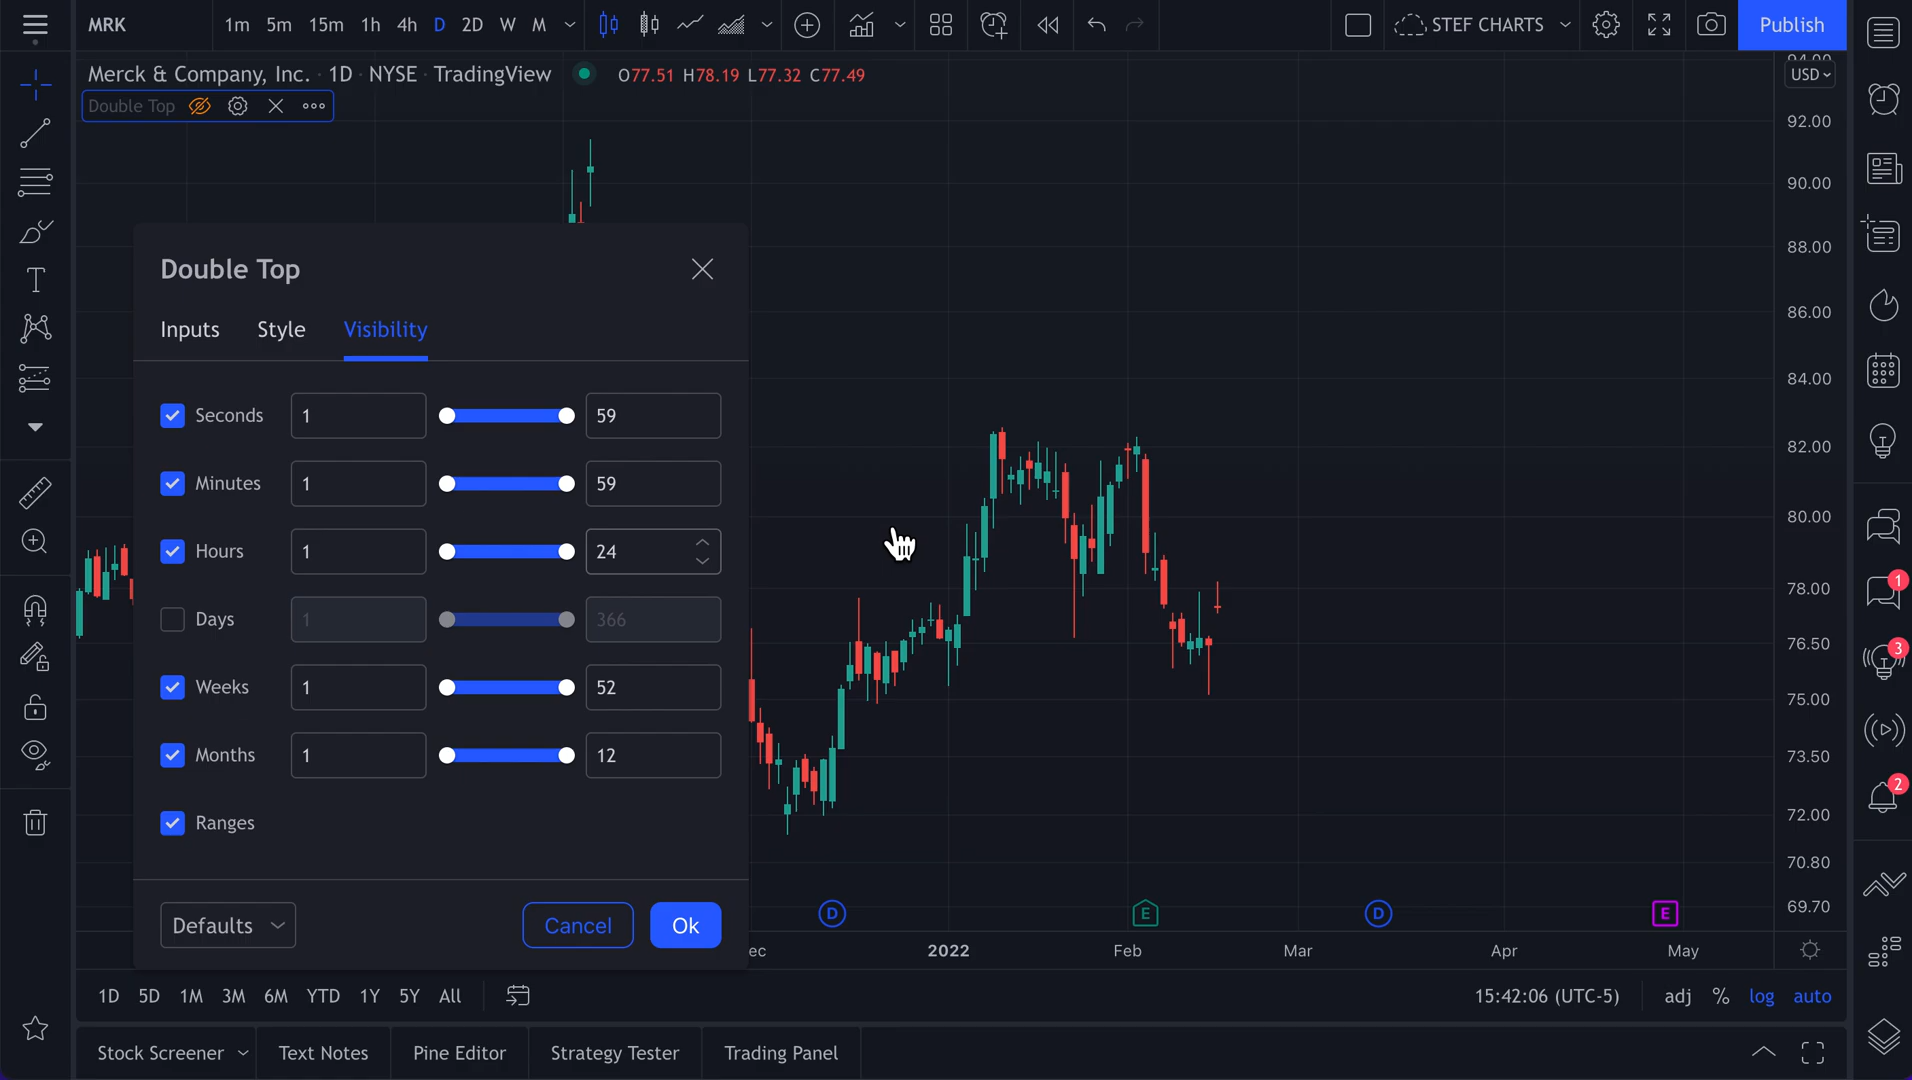 MRK 1m 5m 15m 1h 4h D 2D W M STEF CHARTS Publish
Merck & Company, Inc. · 1D · NYSE · TradingView O77.51 H78.19 L77.32 C77.49
94.00
USD
Double Top
92.00
90.00
88.00
86.00
84.00
82.00
80.00
78.00
76.50
75.00
73.50
72.00
70.80
69.70
Double Top
Inputs Style Visibility
Seconds 1 59
Minutes 1 59
Hours 1 24
Days 1 366
Weeks 1 52
Months 1 12
Ranges
Defaults Cancel Ok
1
3
2
D E D E
ec 2022 Feb Mar Apr May
1D 5D 1M 3M 6M YTD 1Y 5Y All 15:42:06 (UTC-5) adj % log auto
Stock Screener Text Notes Pine Editor Strategy Tester Trading Panel